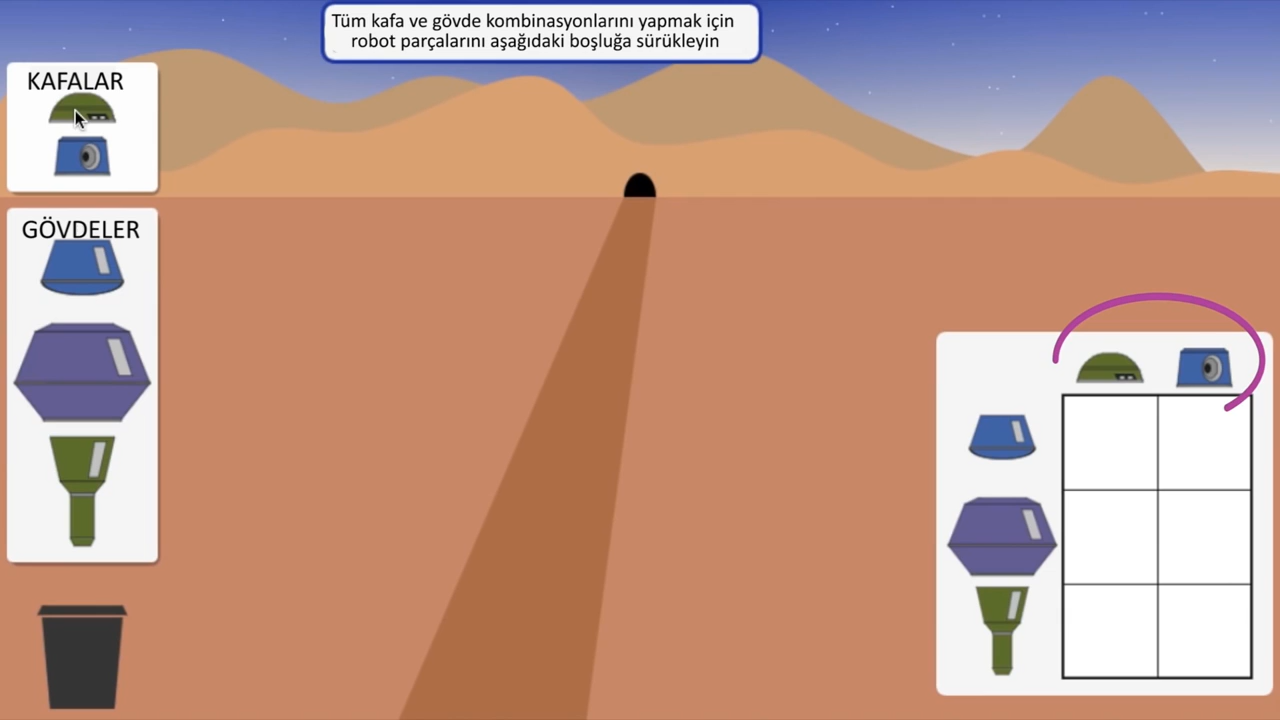 Tüm kafa ve gövde kombinasyonlarını yapmak için
robot parçalarını aşağıdaki boşluğa sürükleyin
KAFALAR
GÖVDELER